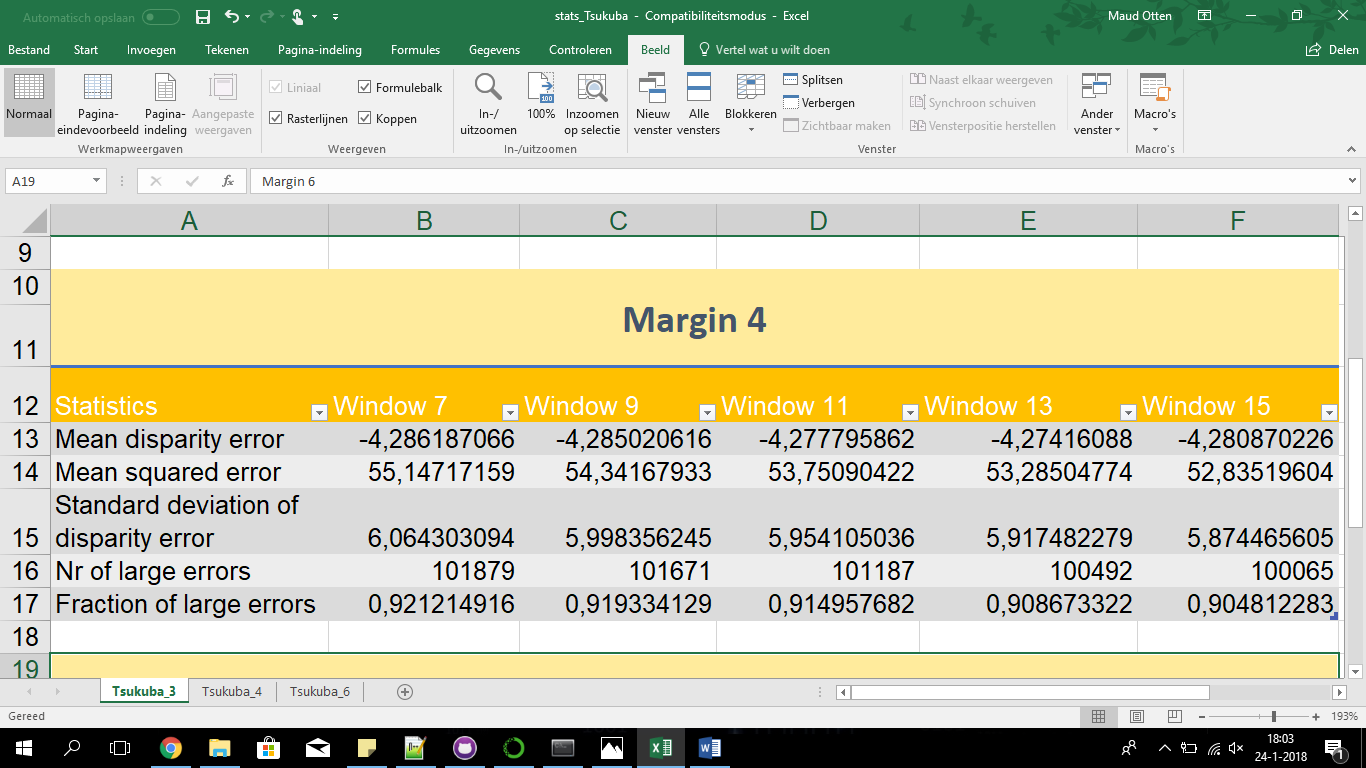 Automatisch opslaan
stats_Tsukuba - Compatibiliteitsmodus - Excel
Maud Otten
Bestand Start Invoegen Tekenen Pagina-indeling Formules Gegevens Controleren Beeld Vertel wat u wilt doen Delen
Normaal
Pagina-eindevoorbeeld
Pagina-indeling
Aangepaste weergaven
Werkmapweergaven
Liniaal Formulebalk
Rasterlijnen Koppen
Weergeven
In-/uitzoomen
100
100%
Inzoomen op selectie
In-/uitzoomen
Nieuw venster
Alle vensters
Blokkeren
Splitsen
Verbergen
Zichtbaar maken
Naast elkaar weergeven
Synchroon schuiven
Vensterpositie herstellen
Ander venster
Venster
Macro's
Macro's
A19 fx Margin 6
A B C D E F
9
10
Margin 4
11
12 Statistics Window 7 Window 9 Window 11 Window 13 Window 15
13 Mean disparity error -4,286187066 -4,285020616 -4,277795862 -4,27416088 -4,280870226
14 Mean squared error 55,14717159 54,34167933 53,75090422 53,28504774 52,83519604
Standard deviation of
15 disparity error 6,064303094 5,998356245 5,954105036 5,917482279 5,874465605
16 Nr of large errors 101879 101671 101187 100492 100065
17 Fraction of large errors 0,921214916 0,919334129 0,914957682 0,908673322 0,904812283
18
19
Tsukuba_3 Tsukuba_4 Tsukuba_6
Gereed
193%
18:03
24-1-2018
1